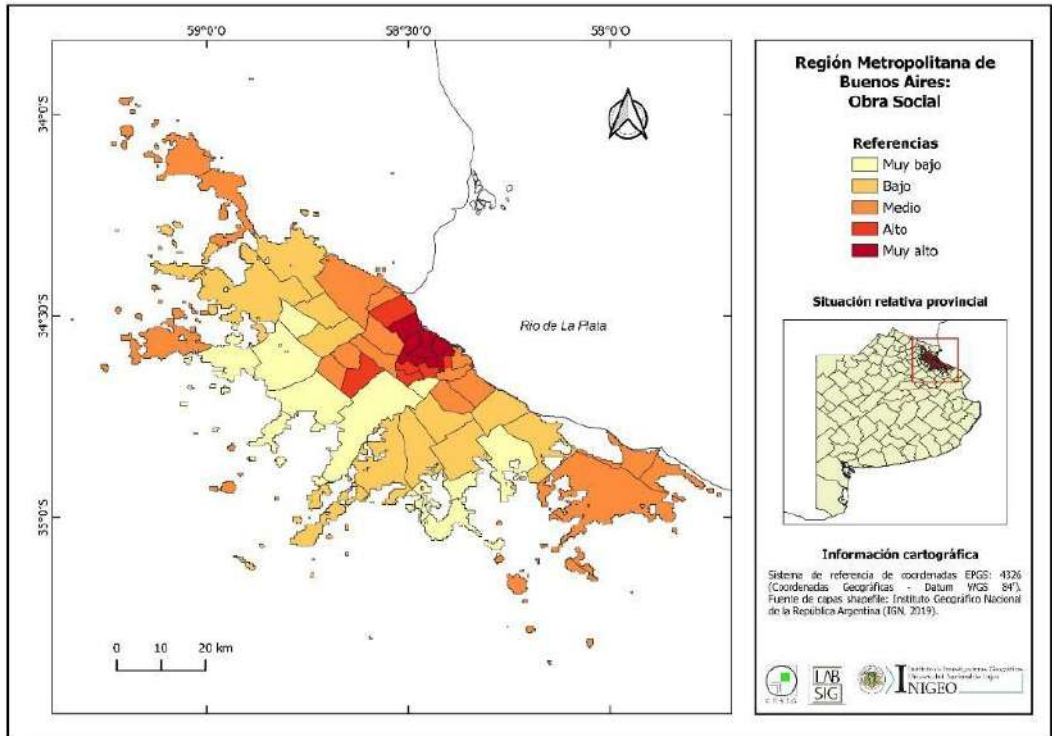 59°0'O
58°30'O
58°0'O
34°0'S
34°30'S
35°0'S
Río de La Plata
0 10 20 km
Región Metropolitana de
Buenos Aires:
Obra Social
Referencias
Muy bajo
Bajo
Medio
Alto
Muy alto
Situación relativa provincial
Información cartográfica
Sistema de referencia de coordenadas EPGS: 4326
(Coordenadas Geográficas - Datum WGS 84').
Fuente de capas shapefile: Instituto Geográfico Nacional
de la República Argentina (IGN, 2019).
LAB
SIG
INIGEO